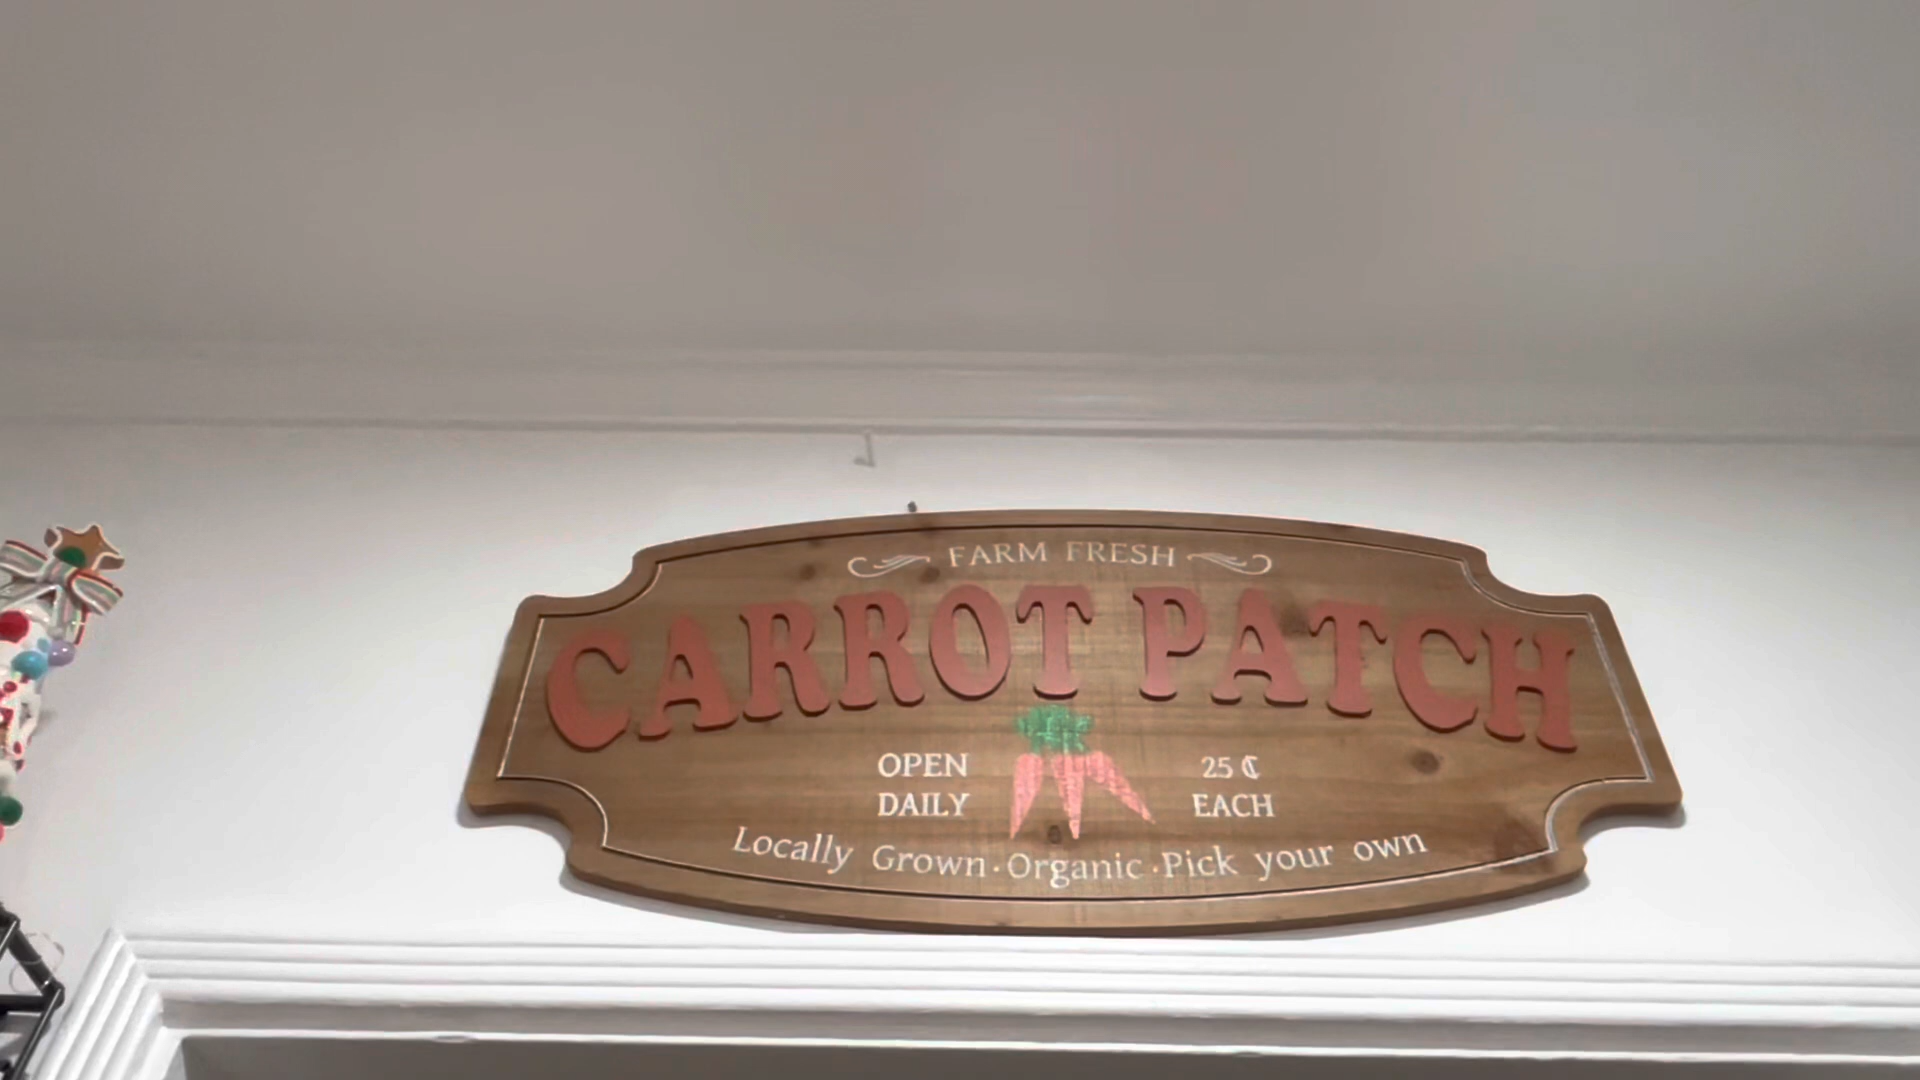 FARM FRESH
CARROT PATCH
OPEN
DAILY
25 ₵
EACH
Locally Grown·Organic·Pick your own